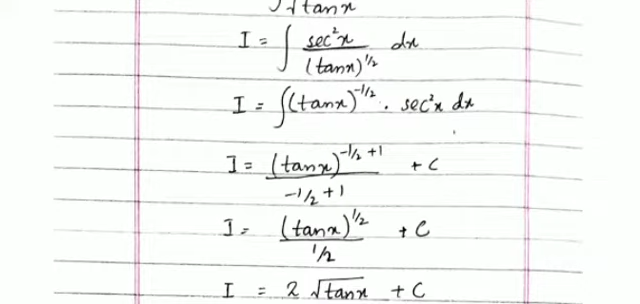 ∫ √tanx
I = ∫ sec²x / (tanx)^1/2 dx
I = ∫(tanx)^-1/2 . sec²x dx
I = (tanx)^-1/2 +1 / -1/2 +1 + C
I = (tanx)^1/2 / 1/2 + C
I = 2 √tanx + C